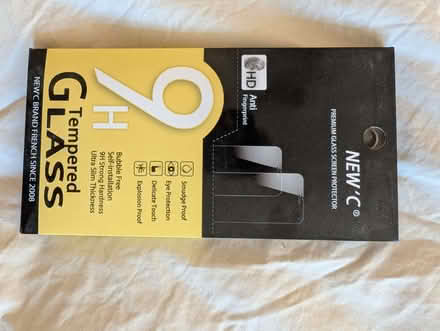 NEW'C®
PREMIUM GLASS SCREEN PROTECTOR
HD
Anti
Fingerprint
9H
Smudge Proof
Eye Protection
Delicate Touch
Explosion Proof
Bubble Free
Self-Installation
9H Strong Hardness
Ultra Slim Thickness
Tempered
GLASS
NEW'C BRAND FRENCH SINCE 2008